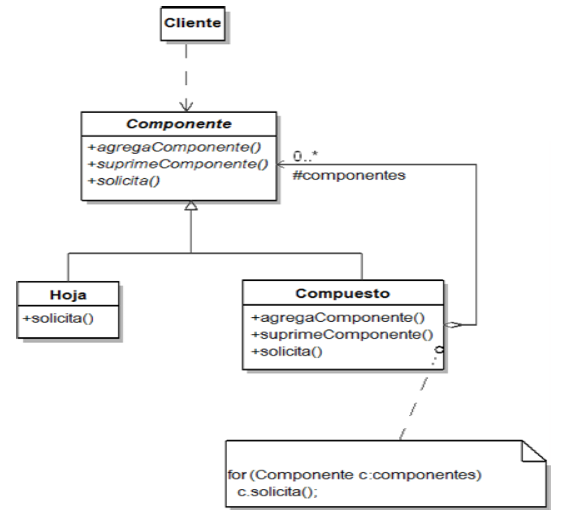 Cliente
Componente
+agregaComponente()
+suprimeComponente()
+solicita()
0..*
#componentes
Hoja
+solicita()
Compuesto
+agregaComponente()
+suprimeComponente()
+solicita()
for (Componente c:componentes)
c.solicita();